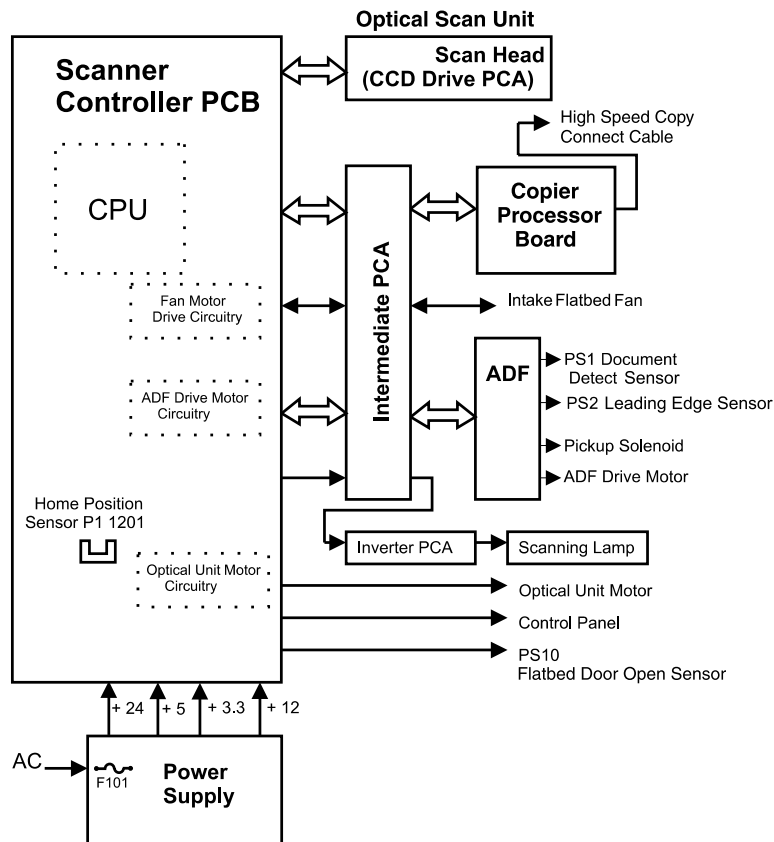 Optical Scan Unit
Scanner
Controller PCB
Scan Head
(CCD Drive PCA)
High Speed Copy
Connect Cable
CPU
Intermediate PCA
Copier
Processor
Board
Fan Motor
Drive Circuitry
Intake Flatbed Fan
ADF Drive Motor
Circuitry
ADF
PS1 Document
Detect Sensor
PS2 Leading Edge Sensor
Pickup Solenoid
ADF Drive Motor
Home Position
Sensor P1 1201
Inverter PCA
Scanning Lamp
Optical Unit Motor
Circuitry
Optical Unit Motor
Control Panel
PS10
Flatbed Door Open Sensor
+ 24
+ 5
+ 3.3
+ 12
AC
F101
Power
Supply